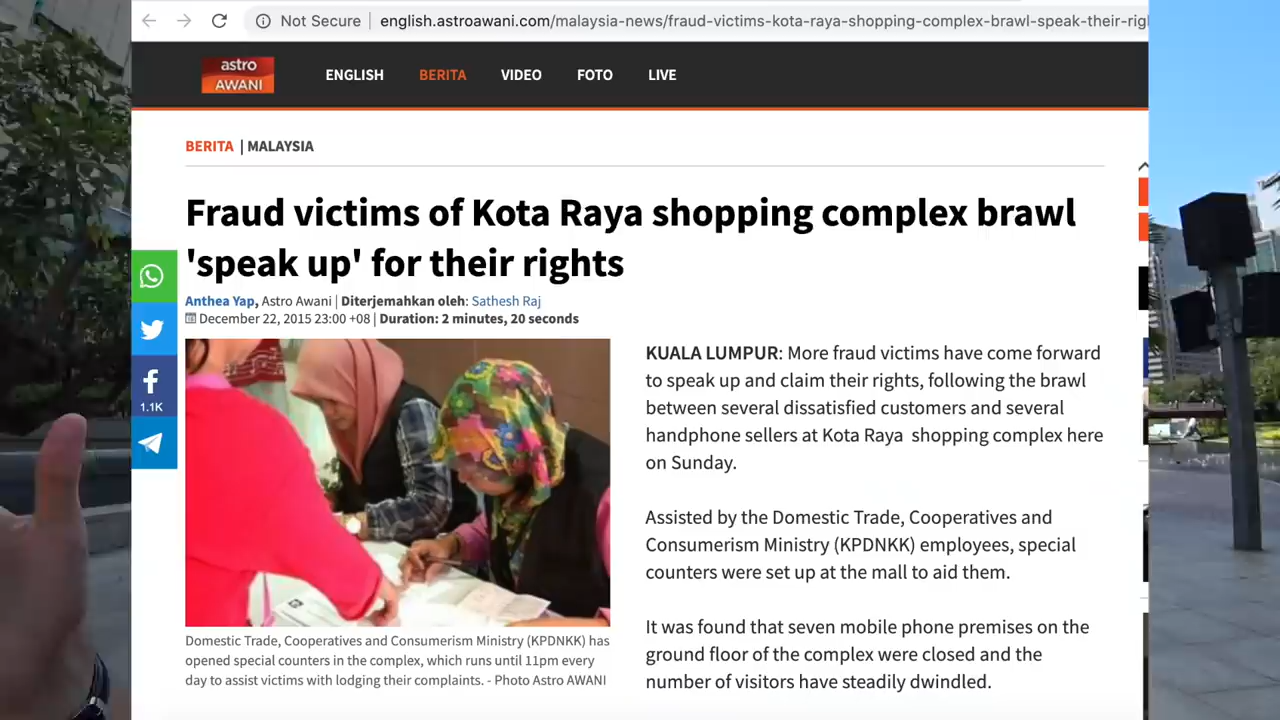 Not Secure | english.astroawani.com/malaysia-news/fraud-victims-kota-raya-shopping-complex-brawl-speak-their-righ
astro
AWANI
ENGLISH BERITA VIDEO FOTO LIVE
BERITA | MALAYSIA
Fraud victims of Kota Raya shopping complex brawl
'speak up' for their rights
Anthea Yap, Astro Awani | Diterjemahkan oleh: Sathesh Raj
December 22, 2015 23:00 +08 | Duration: 2 minutes, 20 seconds
1.1K
Domestic Trade, Cooperatives and Consumerism Ministry (KPDNKK) has
opened special counters in the complex, which runs until 11pm every
day to assist victims with lodging their complaints. - Photo Astro AWANI
KUALA LUMPUR: More fraud victims have come forward
to speak up and claim their rights, following the brawl
between several dissatisfied customers and several
handphone sellers at Kota Raya shopping complex here
on Sunday.
Assisted by the Domestic Trade, Cooperatives and
Consumerism Ministry (KPDNKK) employees, special
counters were set up at the mall to aid them.
It was found that seven mobile phone premises on the
ground floor of the complex were closed and the
number of visitors have steadily dwindled.